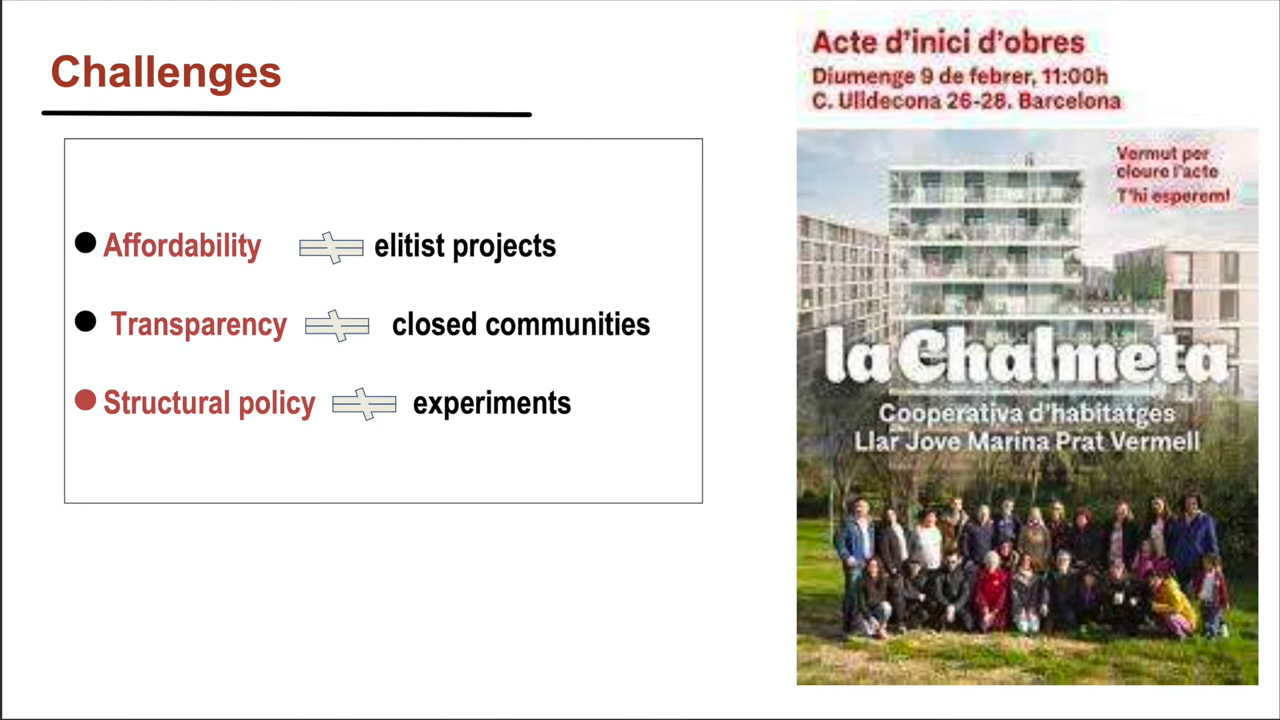 Challenges
Affordability elitist projects
Transparency closed communities
Structural policy experiments
Acte d'inici d'obres
Diumenge 9 de febrer, 11:00h
C. Ulldecona 26-28. Barcelona
Vermut per
cloure l'acte
T'hi esperem!
la Chalmeta
Cooperativa d'habitatges
Llar Jove Marina Prat Vermell